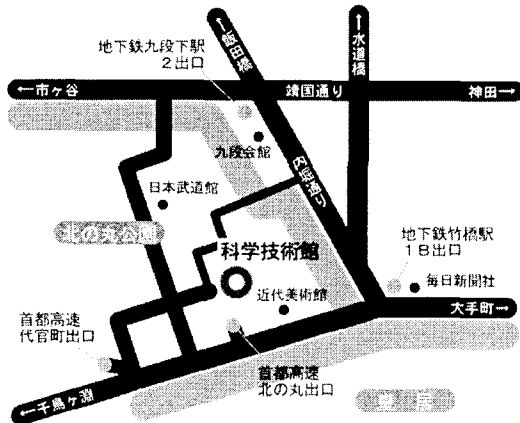 ↑飯田橋
↑水道橋
地下鉄九段下駅
2出口
←市ヶ谷
靖国通り
神田→
九段会館
内堀通り
日本武道館
北の丸公園
科学技術館
地下鉄竹橋駅
1B出口
毎日新聞社
近代美術館
大手町→
首都高速
代官町出口
首都高速
北の丸出口
←千鳥ヶ淵
皇居